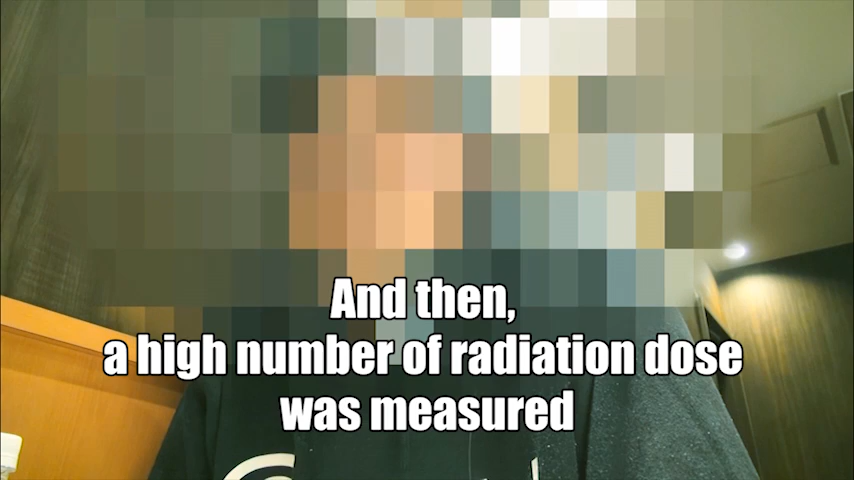 And then,
a high number of radiation dose
was measured